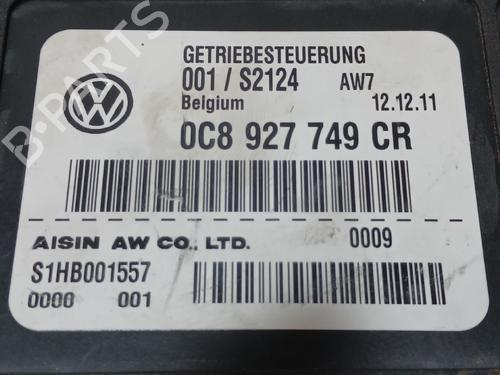 B-PARTS
GETRIEBESTEUERUNG
001 / S2124 AW7
Belgium 12.12.11
0C8 927 749 CR
AISIN AW CO., LTD. 0009
S1HB001557
0000 001